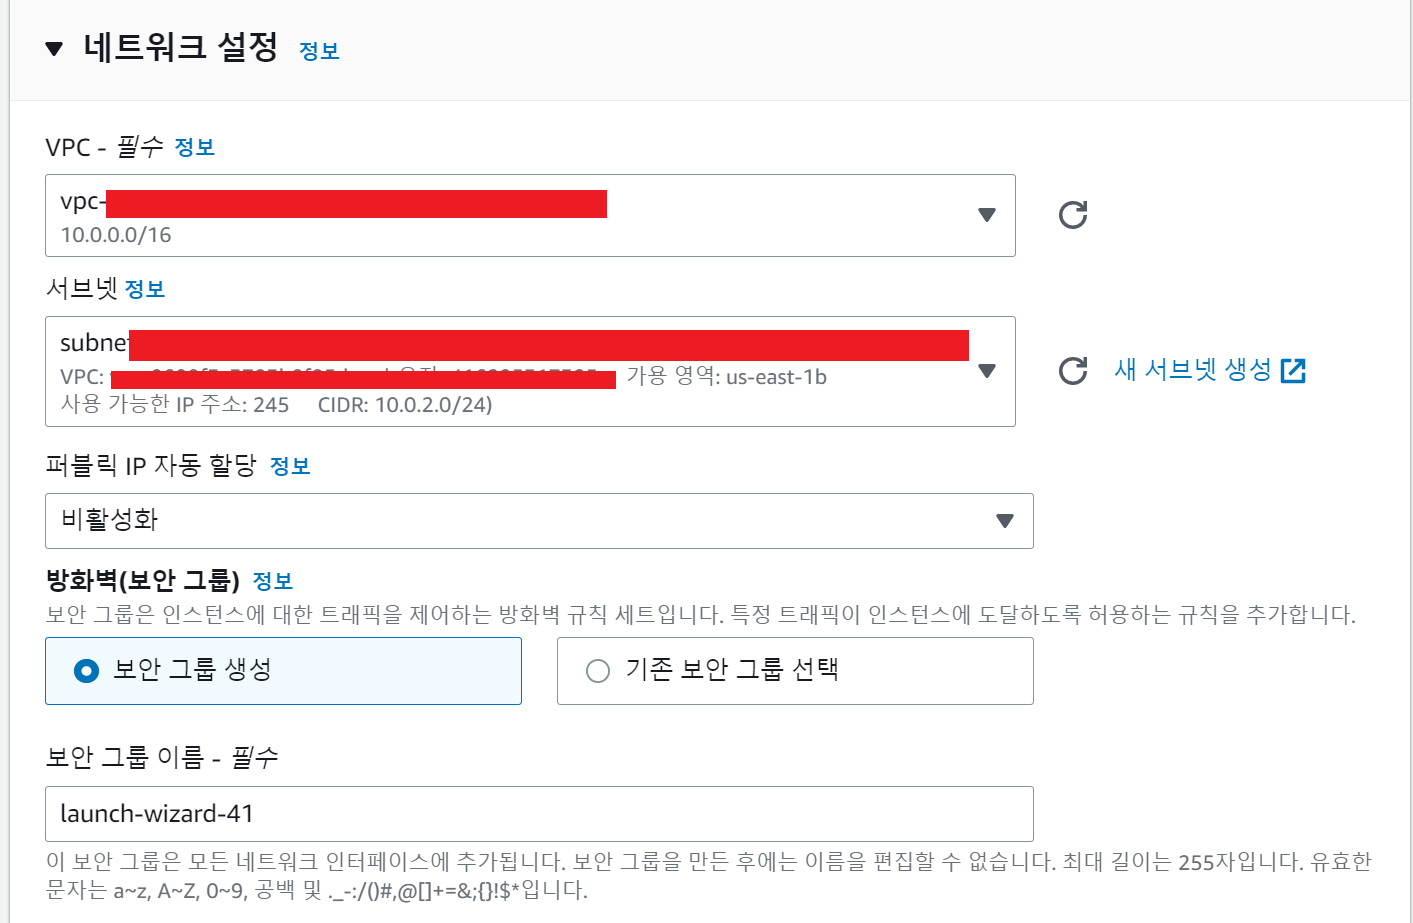 ▼ 네트워크 설정 정보
VPC - 필수 정보
vpc-
10.0.0.0/16
서브넷 정보
subnet
VPC: 가용 영역: us-east-1b
새 서브넷 생성
사용 가능한 IP 주소: 245 CIDR: 10.0.2.0/24)
퍼블릭 IP 자동 할당 정보
비활성화
방화벽(보안 그룹) 정보
보안 그룹은 인스턴스에 대한 트래픽을 제어하는 방화벽 규칙 세트입니다. 특정 트래픽이 인스턴스에 도달하도록 허용하는 규칙을 추가합니다.
보안 그룹 생성 기존 보안 그룹 선택
보안 그룹 이름 - 필수
launch-wizard-41
이 보안 그룹은 모든 네트워크 인터페이스에 추가됩니다. 보안 그룹을 만든 후에는 이름을 편집할 수 없습니다. 최대 길이는 255자입니다. 유효한
문자는 a~z, A~Z, 0~9, 공백 및 ._-:/()#,@[]+=&;{}!$*입니다.